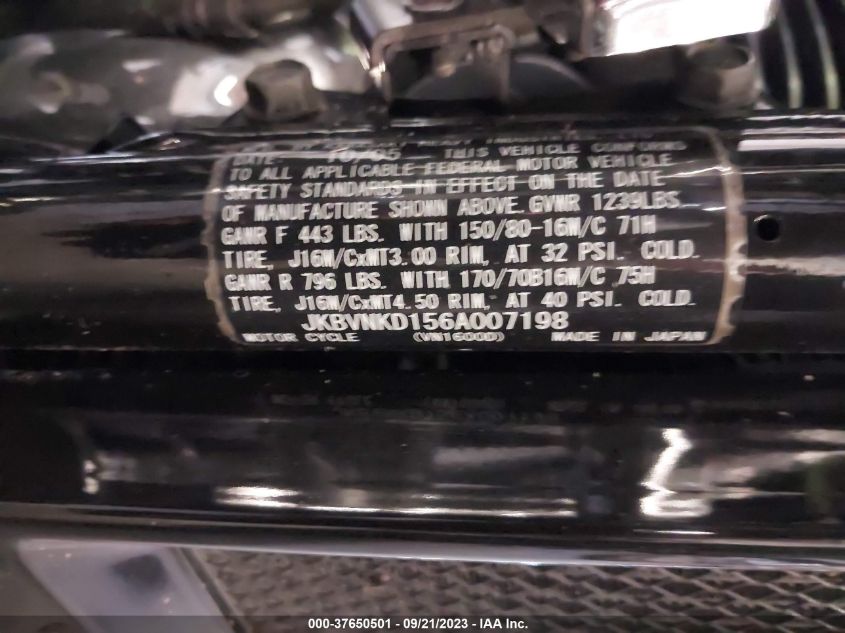 DATE: 10/05 THIS VEHICLE CONFORMS
TO ALL APPLICABLE FEDERAL MOTOR VEHICLE
SAFETY STANDARDS IN EFFECT ON THE DATE
OF MANUFACTURE SHOWN ABOVE. GVWR 1239LBS.
GAWR F 443 LBS. WITH 150/80-16M/C 71H
TIRE, J16M/CxMT3.00 RIM, AT 32 PSI. COLD.
GAWR R 796 LBS. WITH 170/70B16M/C 75H
TIRE, J16M/CxMT4.50 RIM, AT 40 PSI. COLD.
JKBVNKD156A007198
MOTOR CYCLE (VN1600D) MADE IN JAPAN
000-37650501 - 09/21/2023 - IAA Inc.